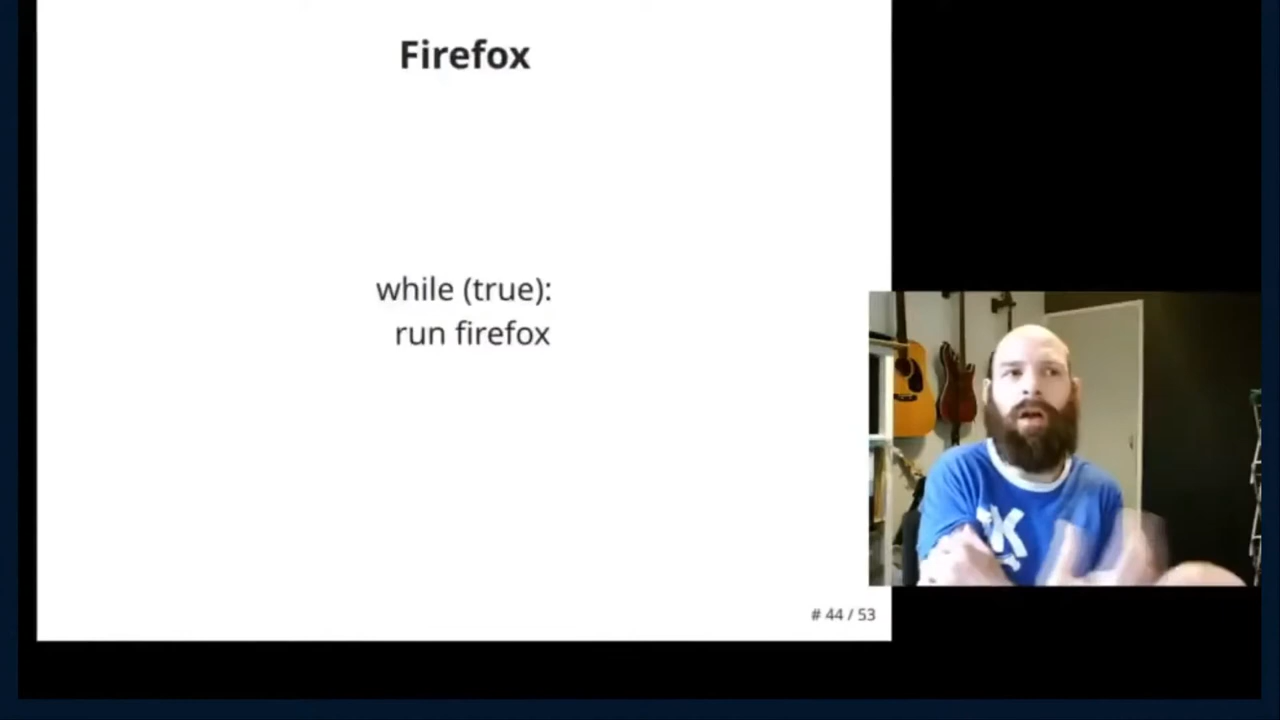 Firefox
while (true):
run firefox
# 44 / 53